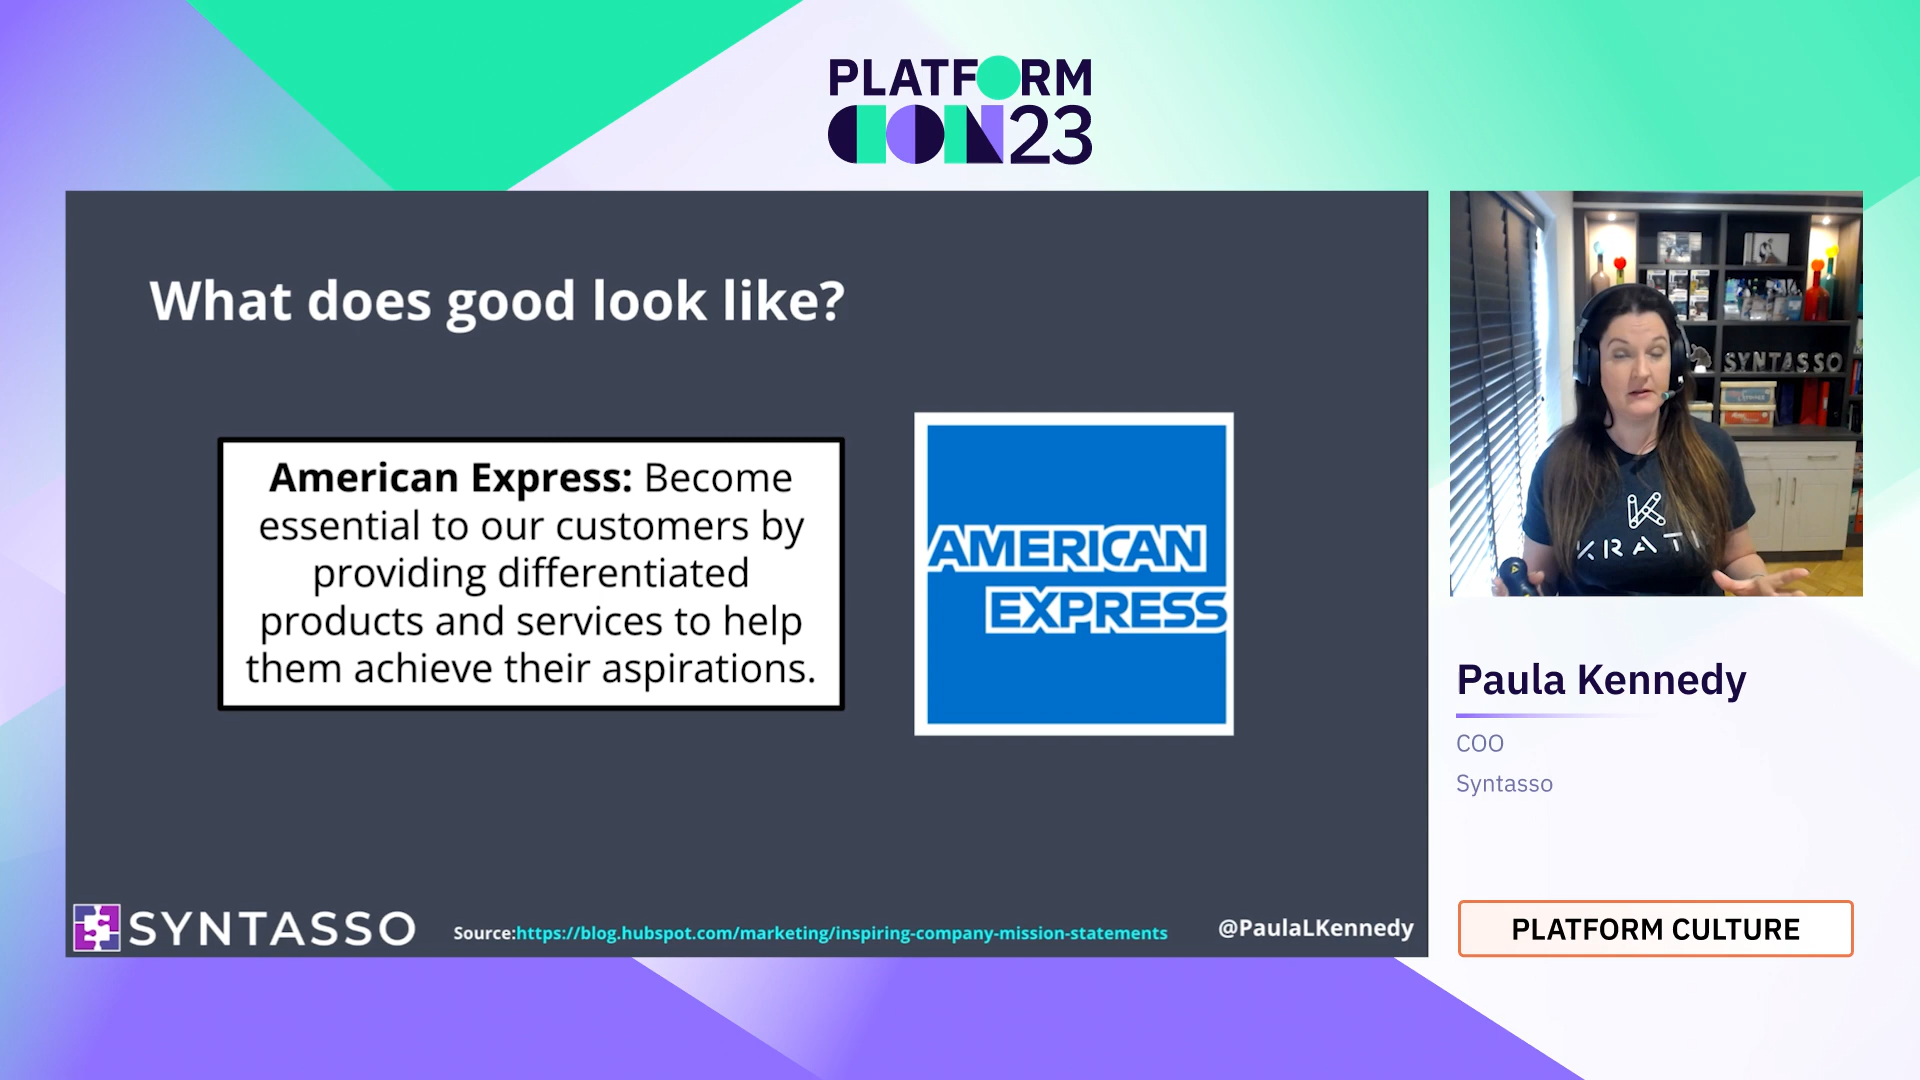 PLATFORM
CON23
What does good look like?
American Express: Become
essential to our customers by
providing differentiated
products and services to help
them achieve their aspirations.
AMERICAN
EXPRESS
SYNTASSO
Source:https://blog.hubspot.com/marketing/inspiring-company-mission-statements
@PaulaLKennedy
SYNTASSO
KRAT
Paula Kennedy
COO
Syntasso
PLATFORM CULTURE